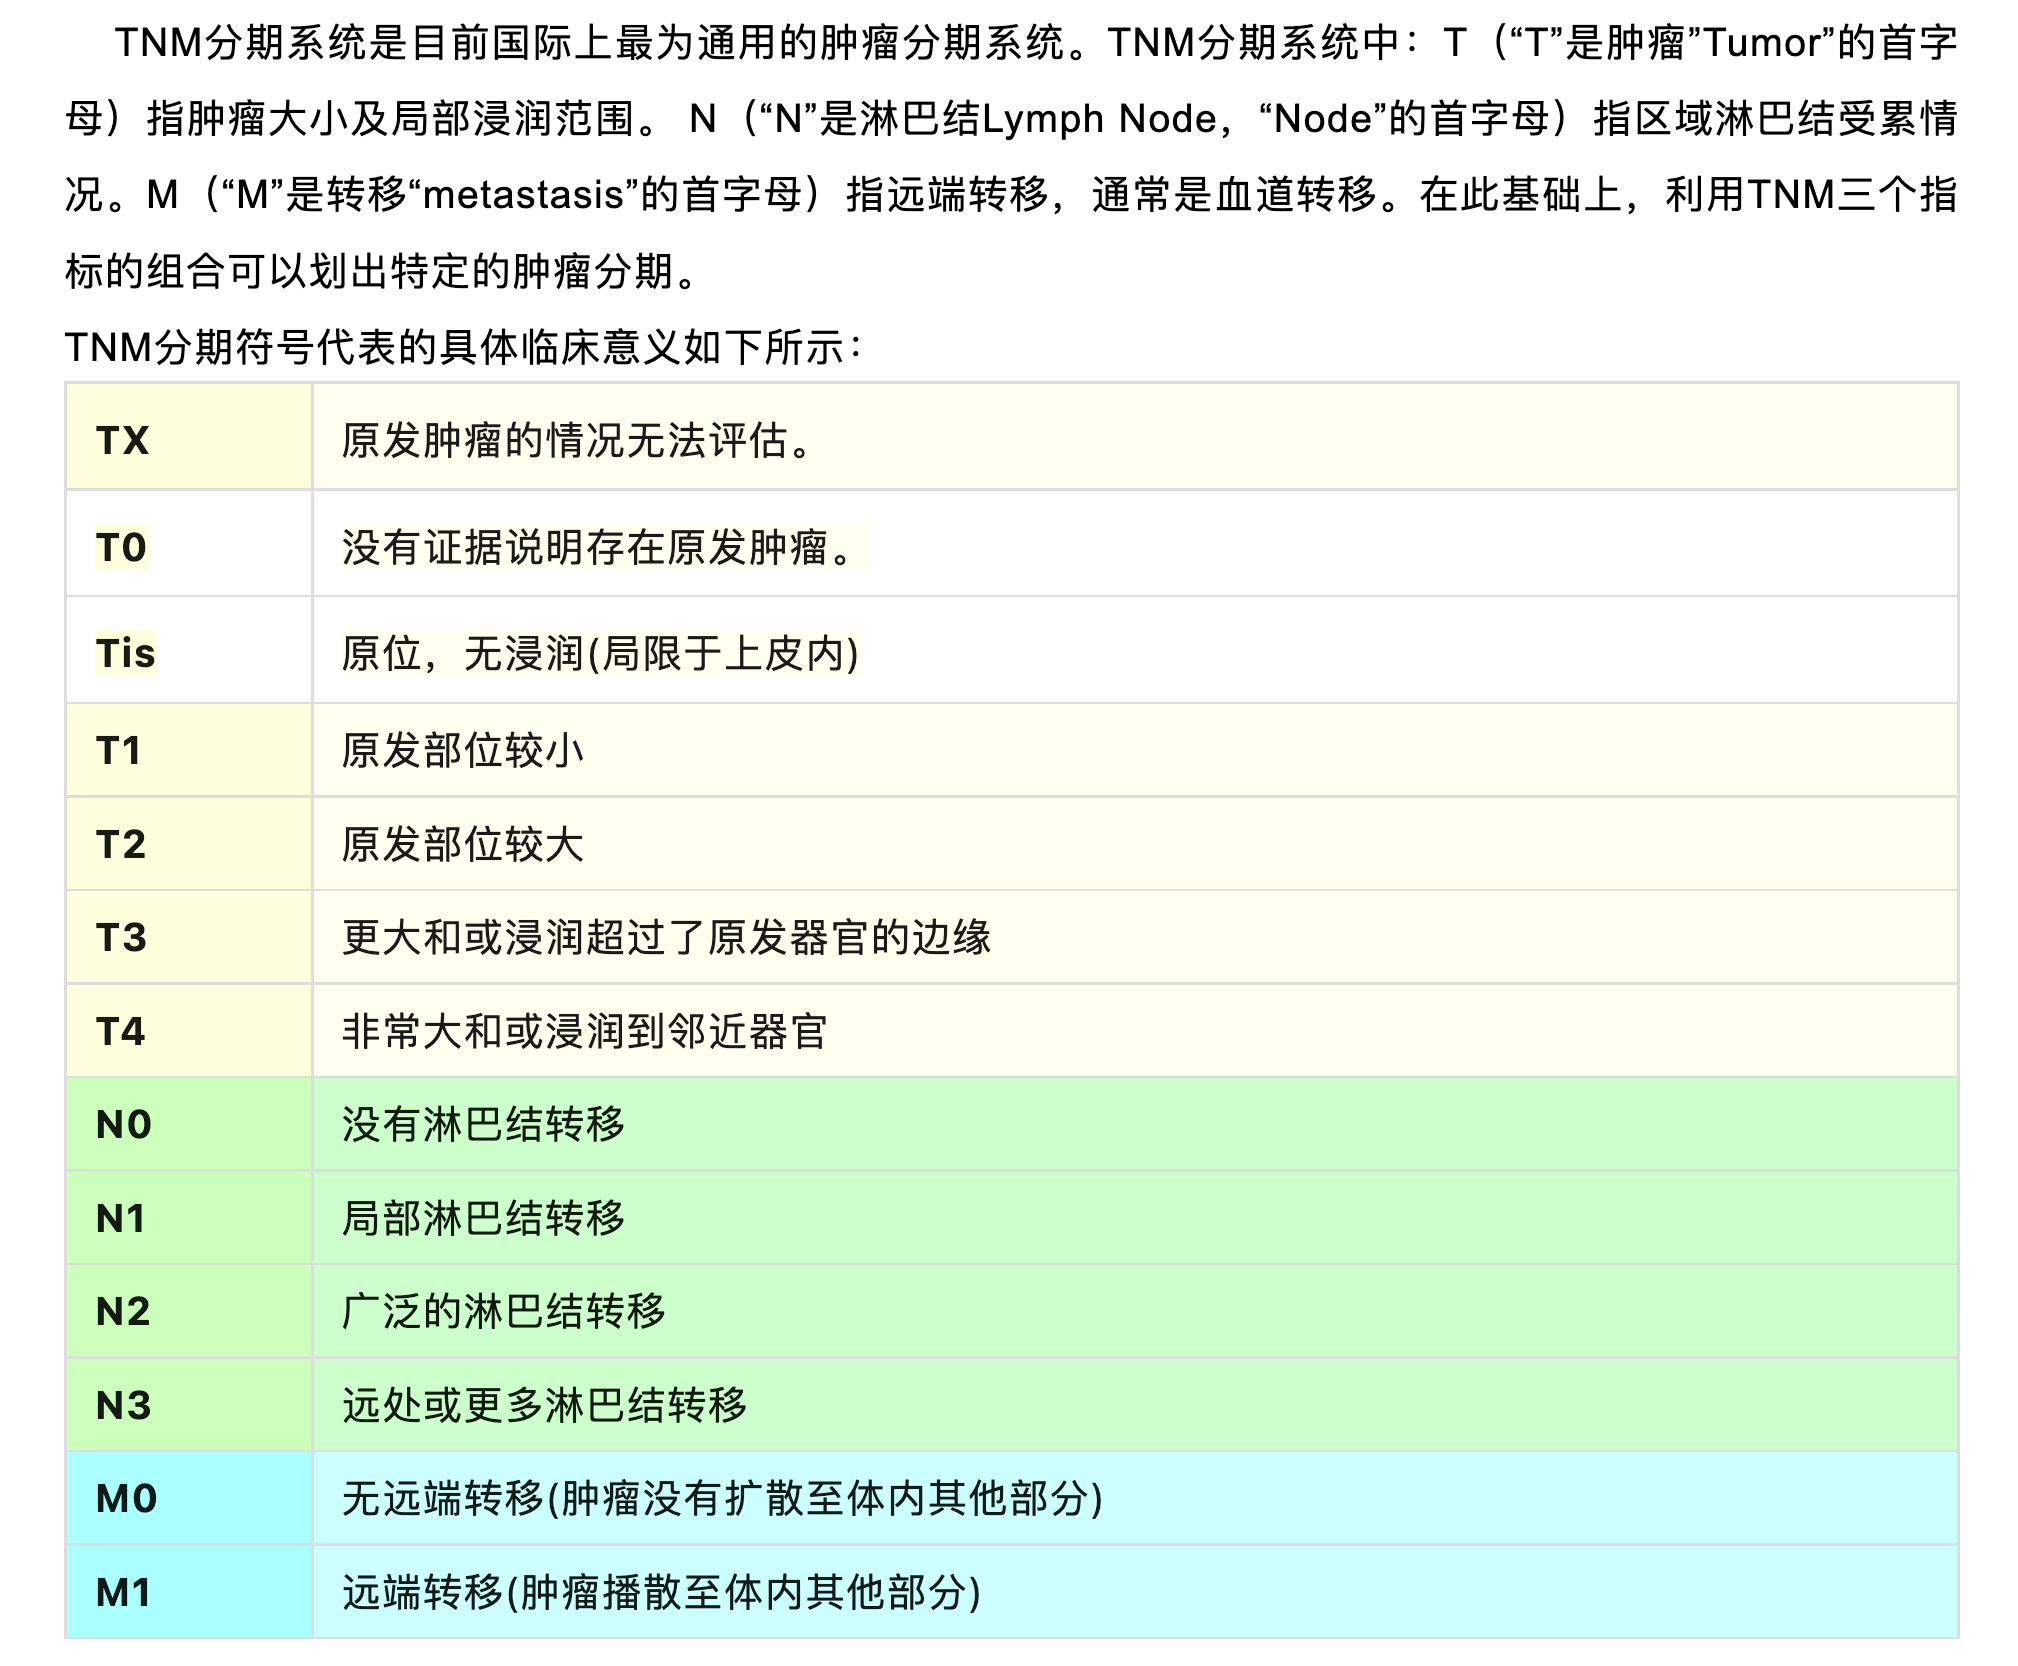 TNM分期系统是目前国际上最为通用的肿瘤分期系统。TNM分期系统中：T（“T”是肿瘤”Tumor”的首字
母）指肿瘤大小及局部浸润范围。 N（“N”是淋巴结Lymph Node，“Node”的首字母）指区域淋巴结受累情
况。M（“M”是转移“metastasis”的首字母）指远端转移，通常是血道转移。在此基础上，利用TNM三个指
标的组合可以划出特定的肿瘤分期。
TNM分期符号代表的具体临床意义如下所示：
TX 原发肿瘤的情况无法评估。
T0 没有证据说明存在原发肿瘤。
Tis 原位，无浸润(局限于上皮内)
T1 原发部位较小
T2 原发部位较大
T3 更大和或浸润超过了原发器官的边缘
T4 非常大和或浸润到邻近器官
N0 没有淋巴结转移
N1 局部淋巴结转移
N2 广泛的淋巴结转移
N3 远处或更多淋巴结转移
M0 无远端转移(肿瘤没有扩散至体内其他部分)
M1 远端转移(肿瘤播散至体内其他部分)